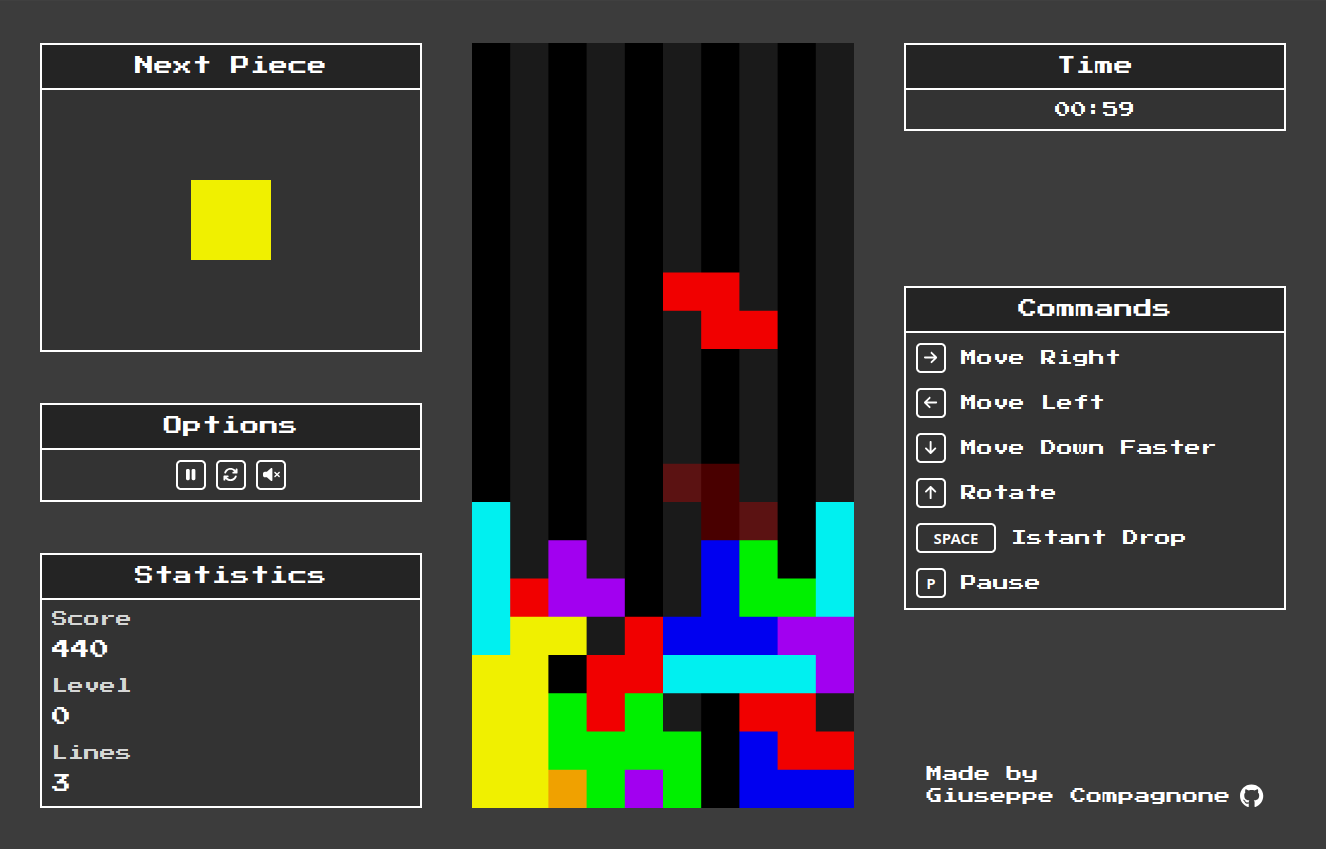 Next Piece
Options
Statistics
Score
440
Level
0
Lines
3
Time
00:59
Commands
Move Right
Move Left
Move Down Faster
Rotate
SPACE Istant Drop
P Pause
Made by
Giuseppe Compagnone